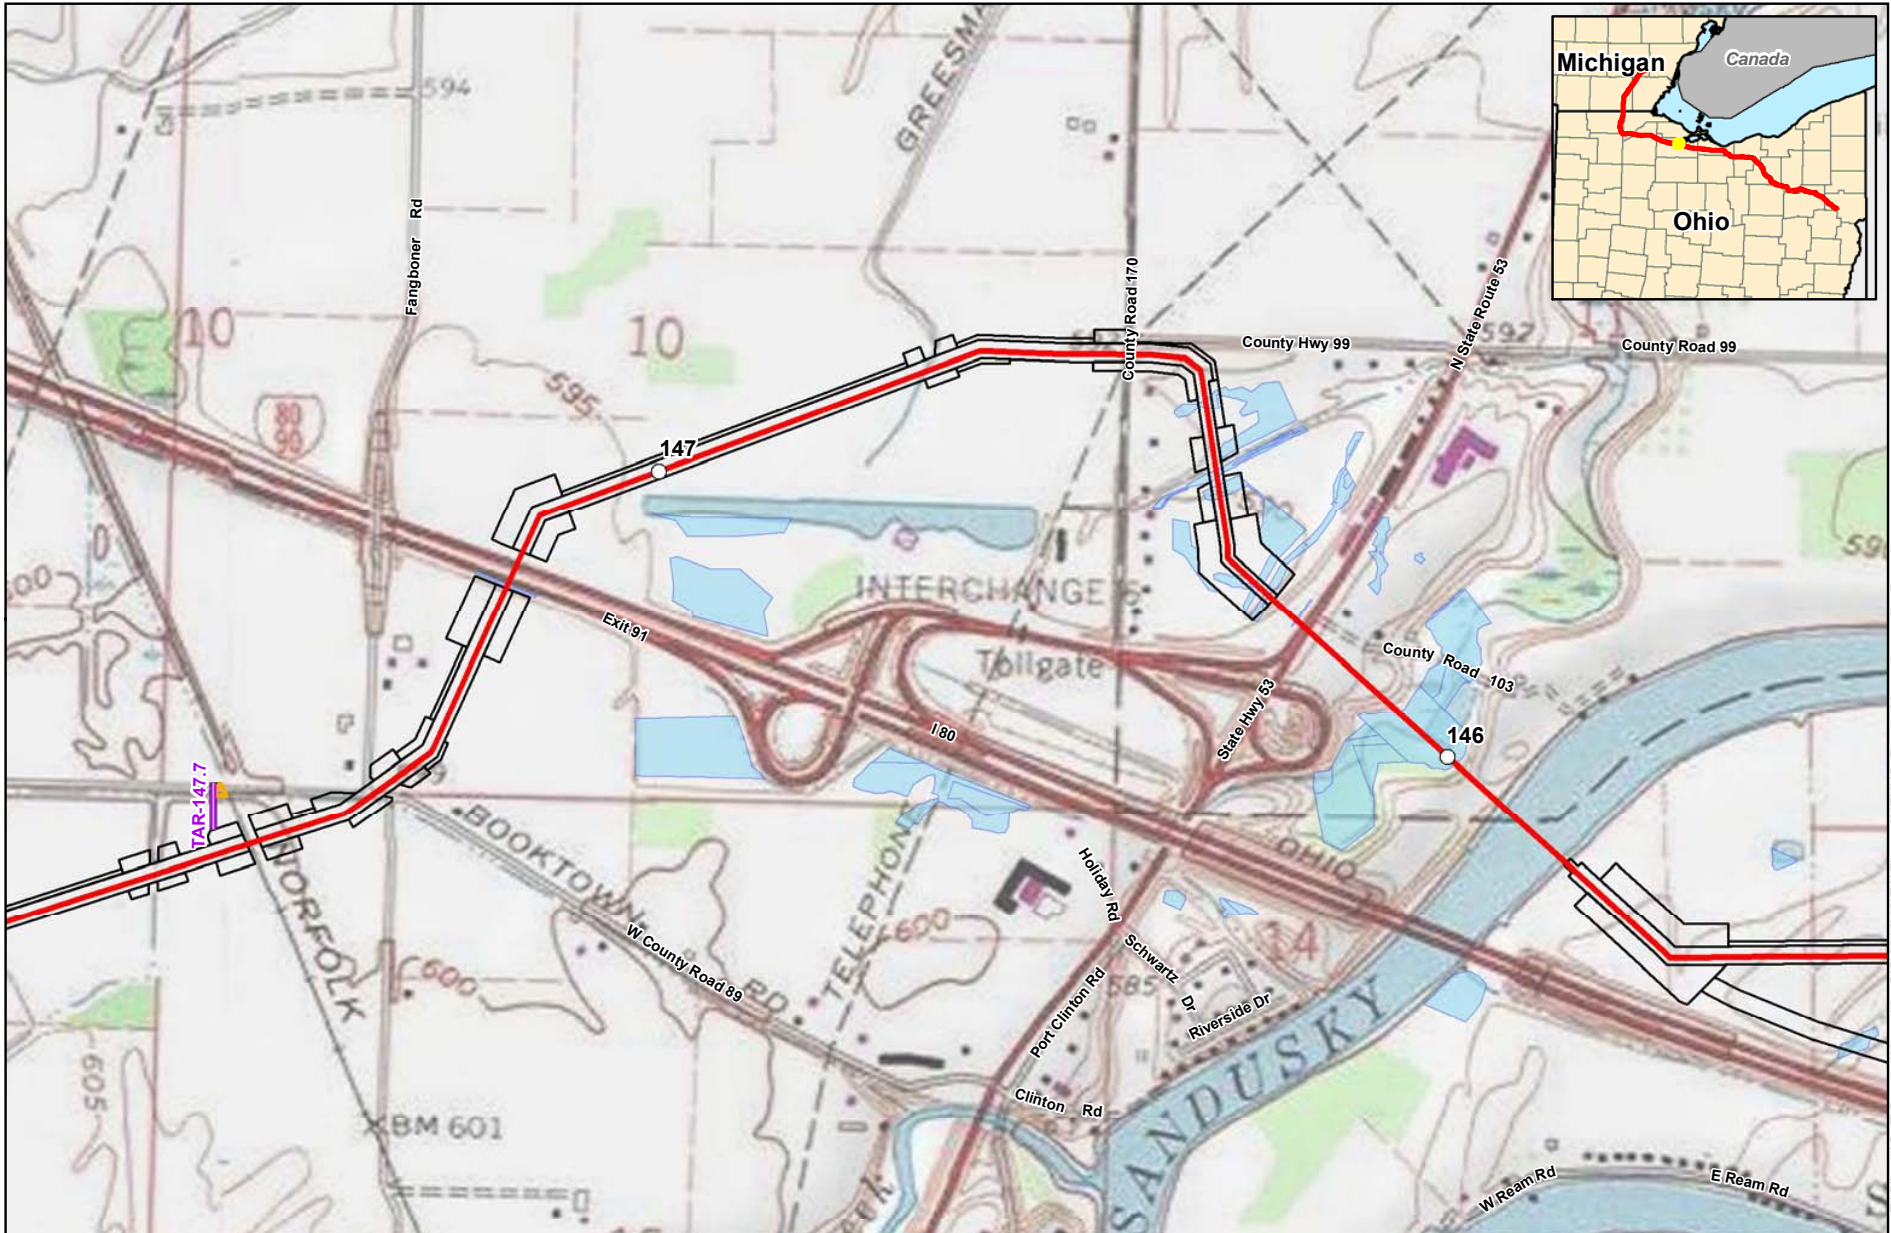 Michigan
Canada
Ohio
594
GREESMA
Fangboner Rd
County Road 170
N State Route 53
10
10
592
County Hwy 99
County Road 99
80
90
595
147
INTERCHANGE 6
Exit 91
Tollgate
County Road 103
State Hwy 53
I 80
146
TAR-147.7
BOOKTOWN
RD
OHIO
NORFOLK
TELEPHONE
Holiday Rd
600
Schwartz Dr
14
W County Road 89
600
585
Port Clinton Rd
Riverside Dr
SANDUSKY
605
Clinton Rd
BM 601
W Ream Rd
E Ream Rd